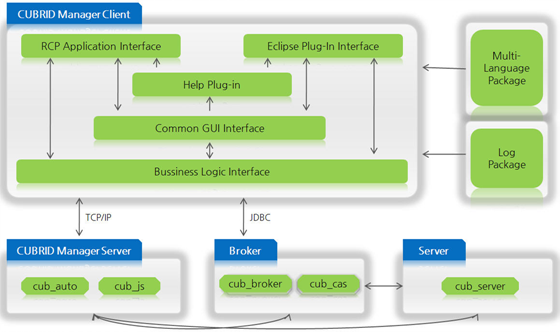 CUBRID Manager Client
RCP Application Interface
Eclipse Plug-In Interface
Help Plug-in
Common GUI Interface
Bussiness Logic Interface
Multi-
Language
Package
Log
Package
TCP/IP
JDBC
CUBRID Manager Server
cub_auto
cub_js
Broker
cub_broker
cub_cas
Server
cub_server